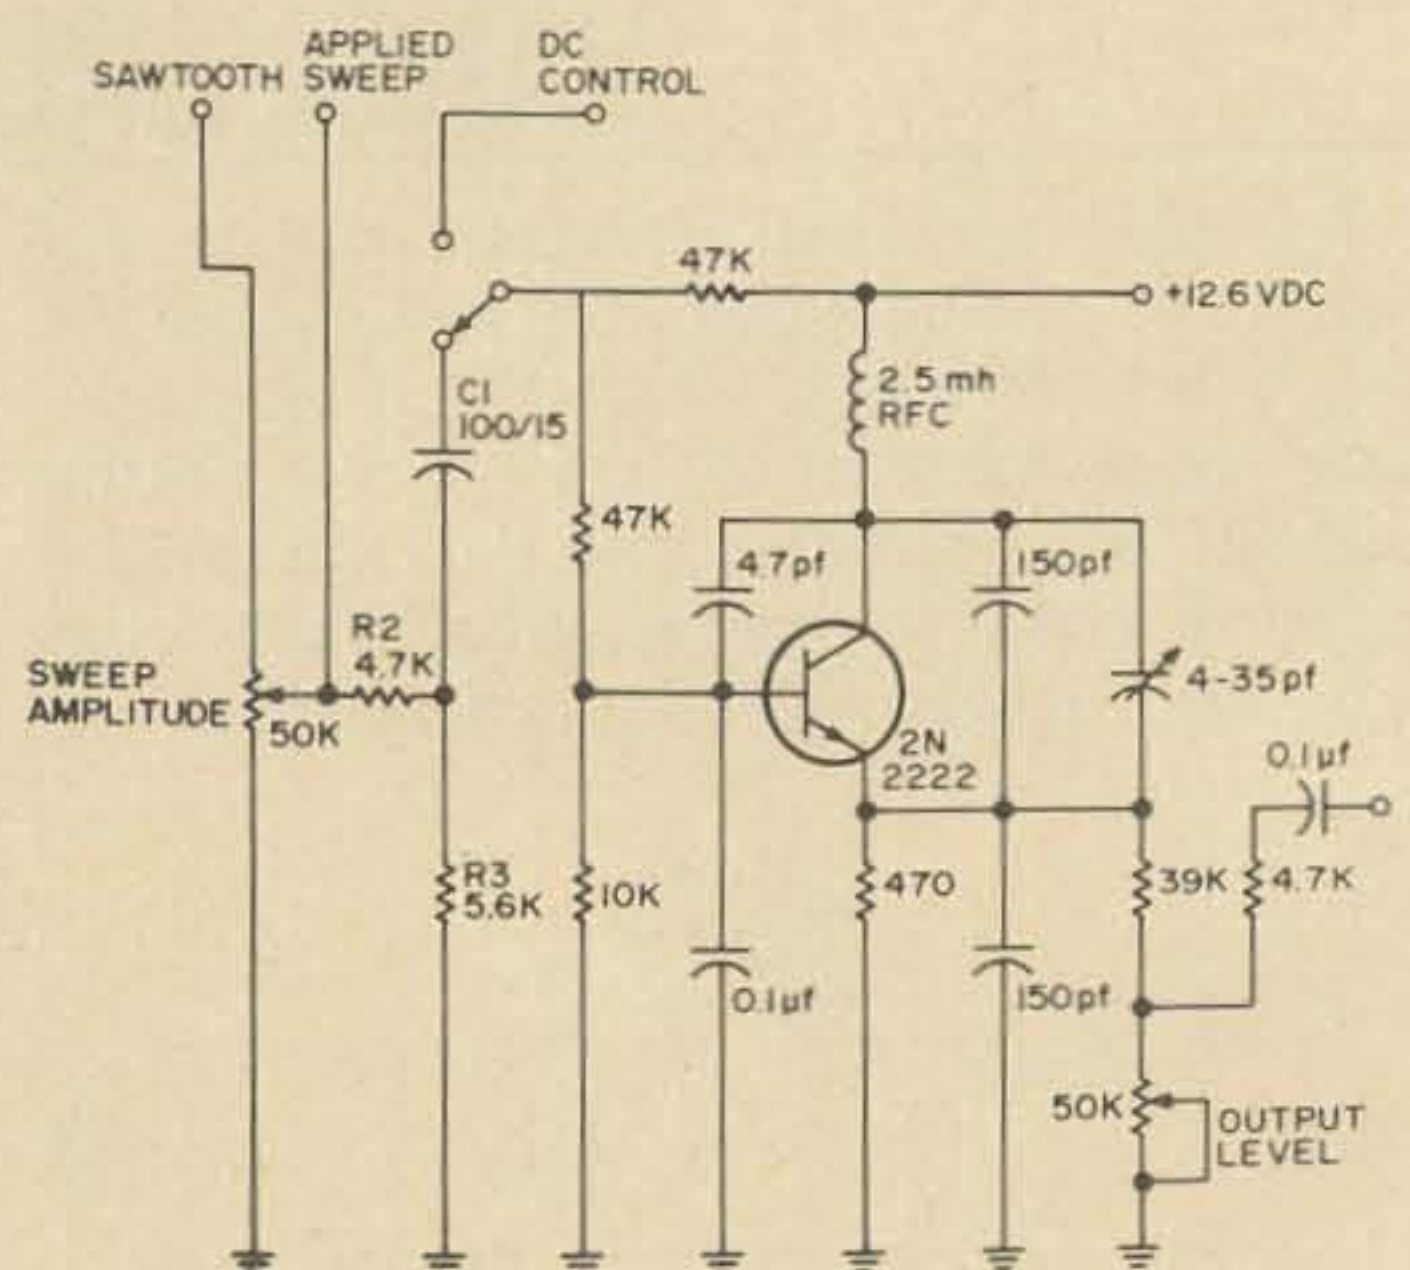 SAWTOOTH
APPLIED
SWEEP
DC
CONTROL
47K
+12.6 VDC
2.5 mh
RFC
C1
100/15
47K
4.7pf
150pf
R2
4.7K
SWEEP
AMPLITUDE
50K
4-35pf
2N
2222
0.1µf
R3
5.6K
10K
470
39K
4.7K
0.1µf
150pf
50K
OUTPUT
LEVEL